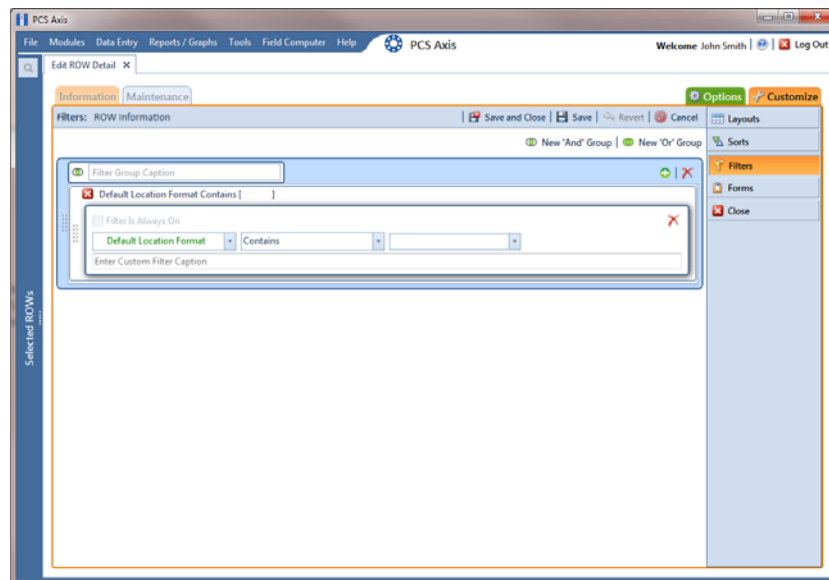 PCS Axis
File Modules Data Entry Reports / Graphs Tools Field Computer Help PCS Axis Welcome John Smith | | Log Out
Edit ROW Detail
Information Maintenance Options Customize
Filters: ROW Information | Save and Close | Save | Revert | Cancel
Layouts
New 'And' Group | New 'Or' Group
Sorts
Filter Group Caption
Filters
Default Location Format Contains [ ]
Forms
Filter Is Always On
Close
Default Location Format Contains
Enter Custom Filter Caption
Selected ROWs